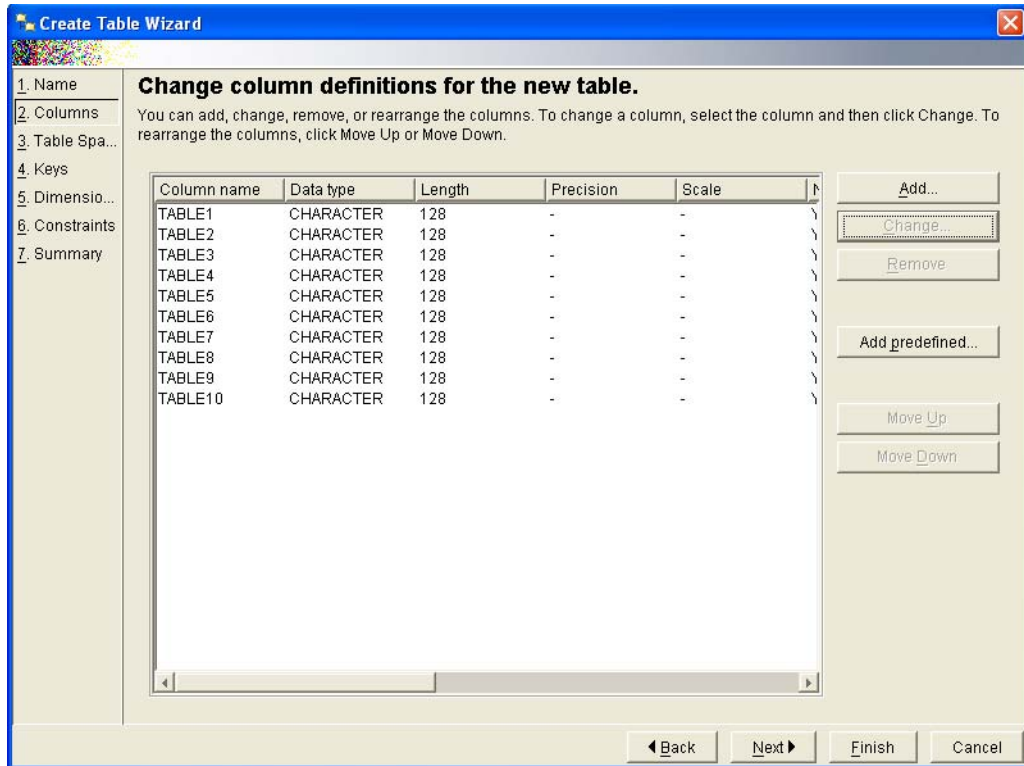 Create Table Wizard
1. Name
2. Columns
3. Table Spa...
4. Keys
5. Dimensio...
6. Constraints
7. Summary
Change column definitions for the new table.
You can add, change, remove, or rearrange the columns. To change a column, select the column and then click Change. To
rearrange the columns, click Move Up or Move Down.
Column name Data type Length Precision Scale
TABLE1 CHARACTER 128 - -
TABLE2 CHARACTER 128 - -
TABLE3 CHARACTER 128 - -
TABLE4 CHARACTER 128 - -
TABLE5 CHARACTER 128 - -
TABLE6 CHARACTER 128 - -
TABLE7 CHARACTER 128 - -
TABLE8 CHARACTER 128 - -
TABLE9 CHARACTER 128 - -
TABLE10 CHARACTER 128 - -
Add...
Change...
Remove
Add predefined...
Move Up
Move Down
Back Next Finish Cancel